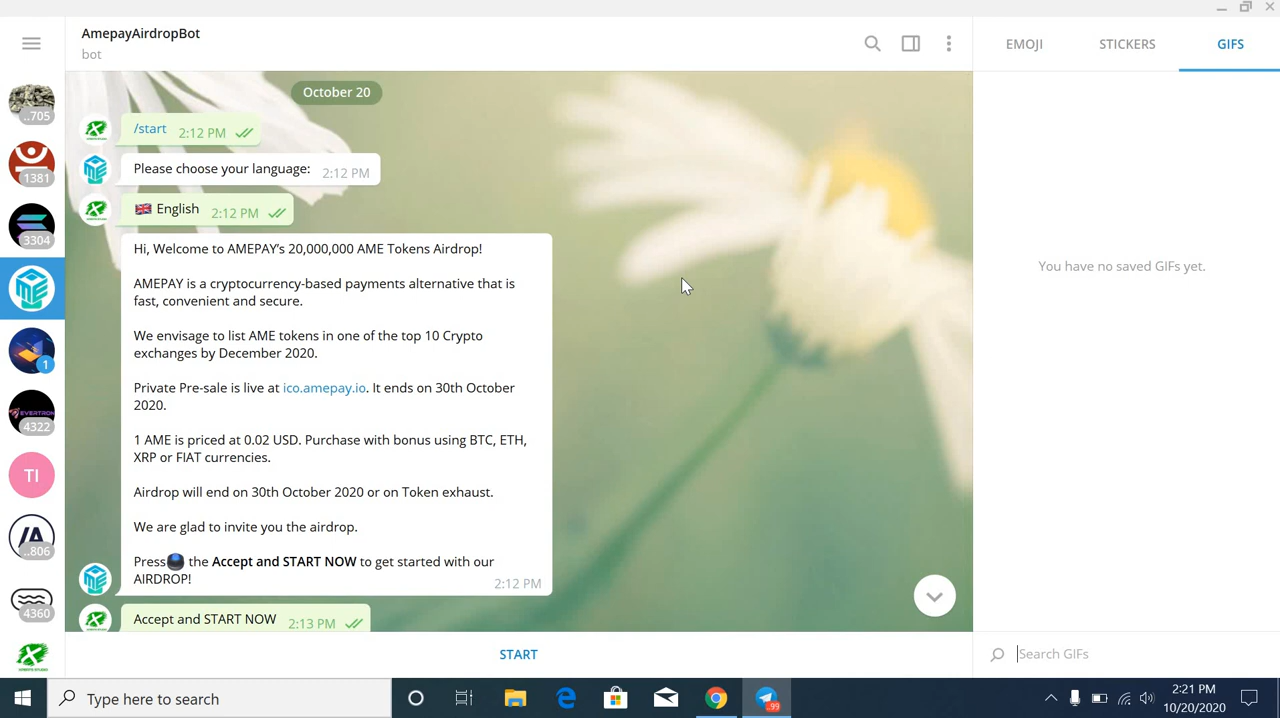 AmepayAirdropBot
bot
EMOJI
STICKERS
GIFS
October 20
/start 2:12 PM
Please choose your language: 2:12 PM
English 2:12 PM
Hi, Welcome to AMEPAY's 20,000,000 AME Tokens Airdrop!
AMEPAY is a cryptocurrency-based payments alternative that is
fast, convenient and secure.
We envisage to list AME tokens in one of the top 10 Crypto
exchanges by December 2020.
Private Pre-sale is live at ico.amepay.io. It ends on 30th October
2020.
1 AME is priced at 0.02 USD. Purchase with bonus using BTC, ETH,
XRP or FIAT currencies.
Airdrop will end on 30th October 2020 or on Token exhaust.
We are glad to invite you the airdrop.
Press the Accept and START NOW to get started with our
AIRDROP!
2:12 PM
Accept and START NOW 2:13 PM
START
..705
1381
3304
1
EVERTRON
4322
TI
..806
4360
You have no saved GIFs yet.
Search GIFs
Type here to search
.99
2:21 PM
10/20/2020